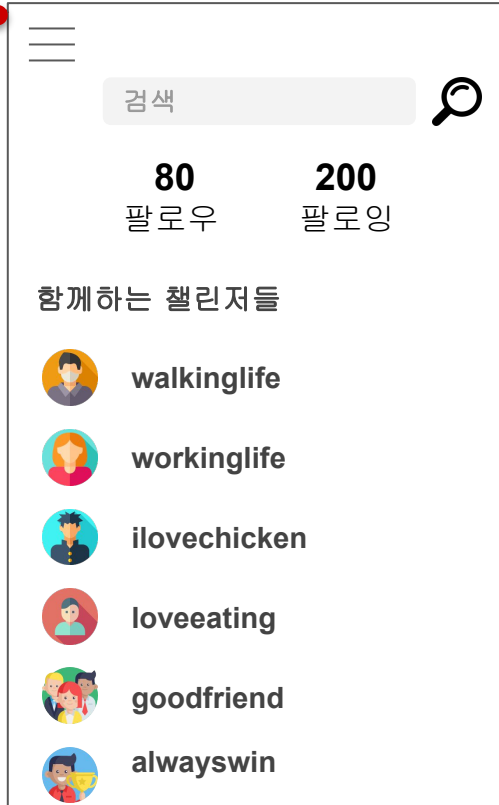 검색
80 200
팔로우 팔로잉
함께하는 챌린저들
walkinglife
workinglife
ilovechicken
loveeating
goodfriend
alwayswin